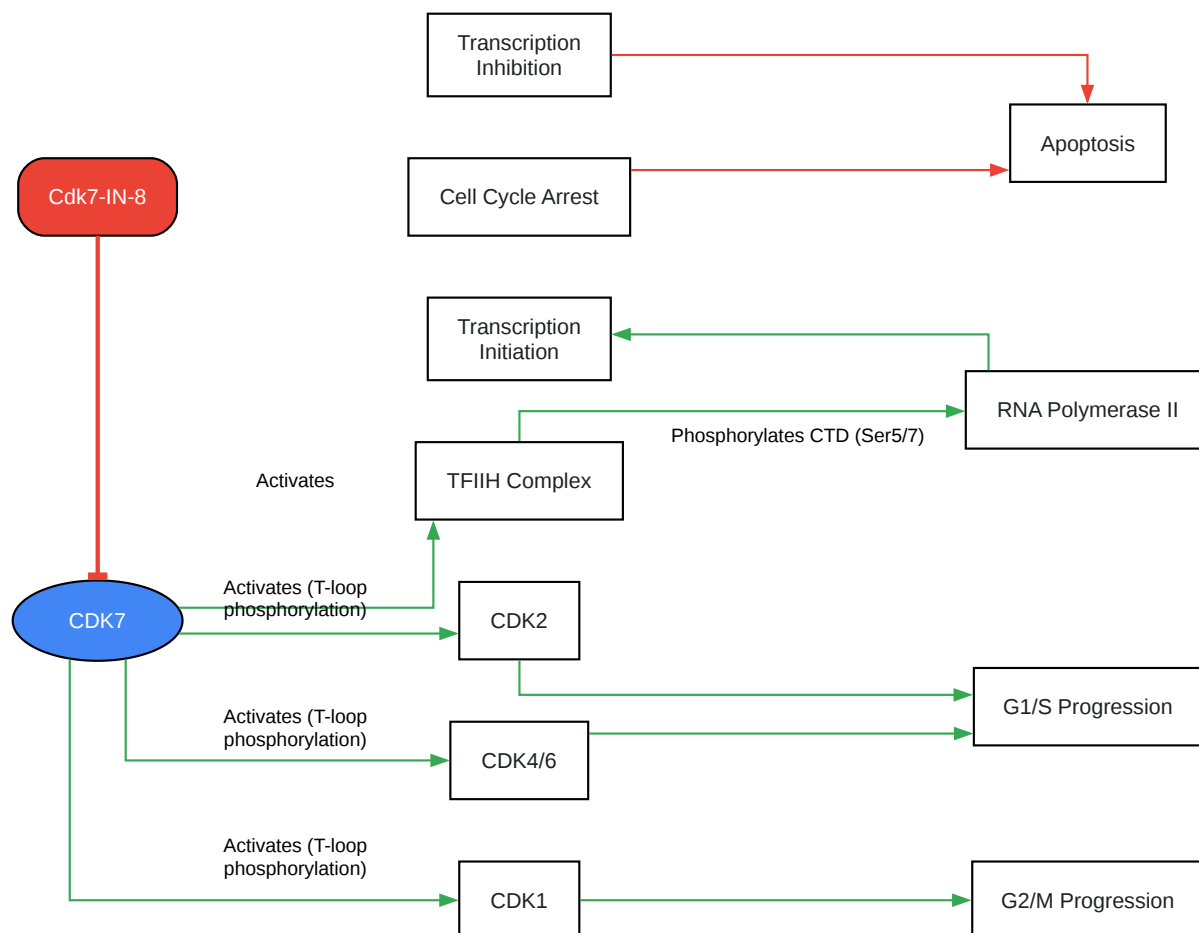 Transcription
Inhibition
Apoptosis
Cdk7-IN-8
Cell Cycle Arrest
Transcription
Initiation
RNA Polymerase II
Phosphorylates CTD (Ser5/7)
Activates
TFIIH Complex
Activates (T-loop
phosphorylation)
CDK7
CDK2
G1/S Progression
Activates (T-loop
phosphorylation)
CDK4/6
Activates (T-loop
phosphorylation)
CDK1
G2/M Progression